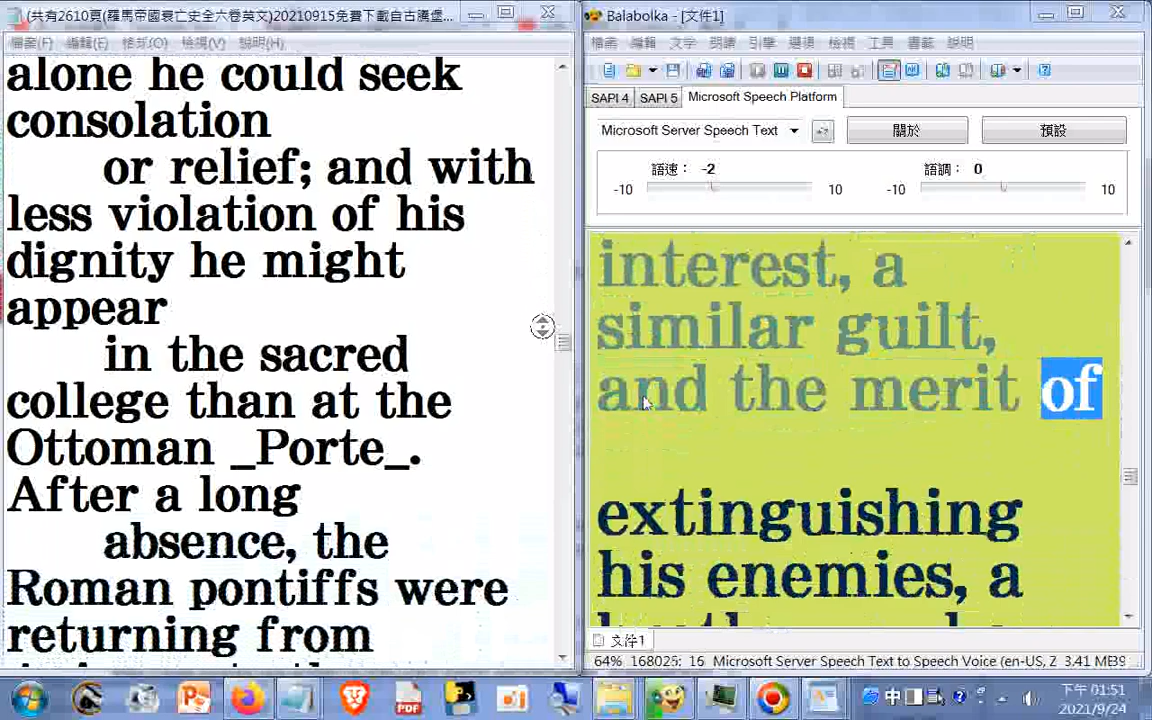 (共有2610頁(羅馬帝國衰亡史全六卷英文)20210915免費下載自古騰堡...
檔案(F) 編輯(E) 格式(O) 檢視(V) 說明(H)
alone he could seek
consolation
or relief; and with
less violation of his
dignity he might
appear
in the sacred
college than at the
Ottoman _Porte_.
After a long
absence, the
Roman pontiffs were
returning from
Balabolka - [文件1]
檔案 編輯 文字 朗讀 引擎 選項 檢視 工具 書籤 說明
SAPI 4 SAPI 5 Microsoft Speech Platform
Microsoft Server Speech Text 關於 預設
語速： -2 語調： 0
-10 10 -10 10
interest, a
similar guilt,
and the merit of
extinguishing
his enemies, a
文件1
64% 168025: 16 Microsoft Server Speech Text to Speech Voice (en-US, Z 3.41 MB
中
下午 01:51
2021/9/24